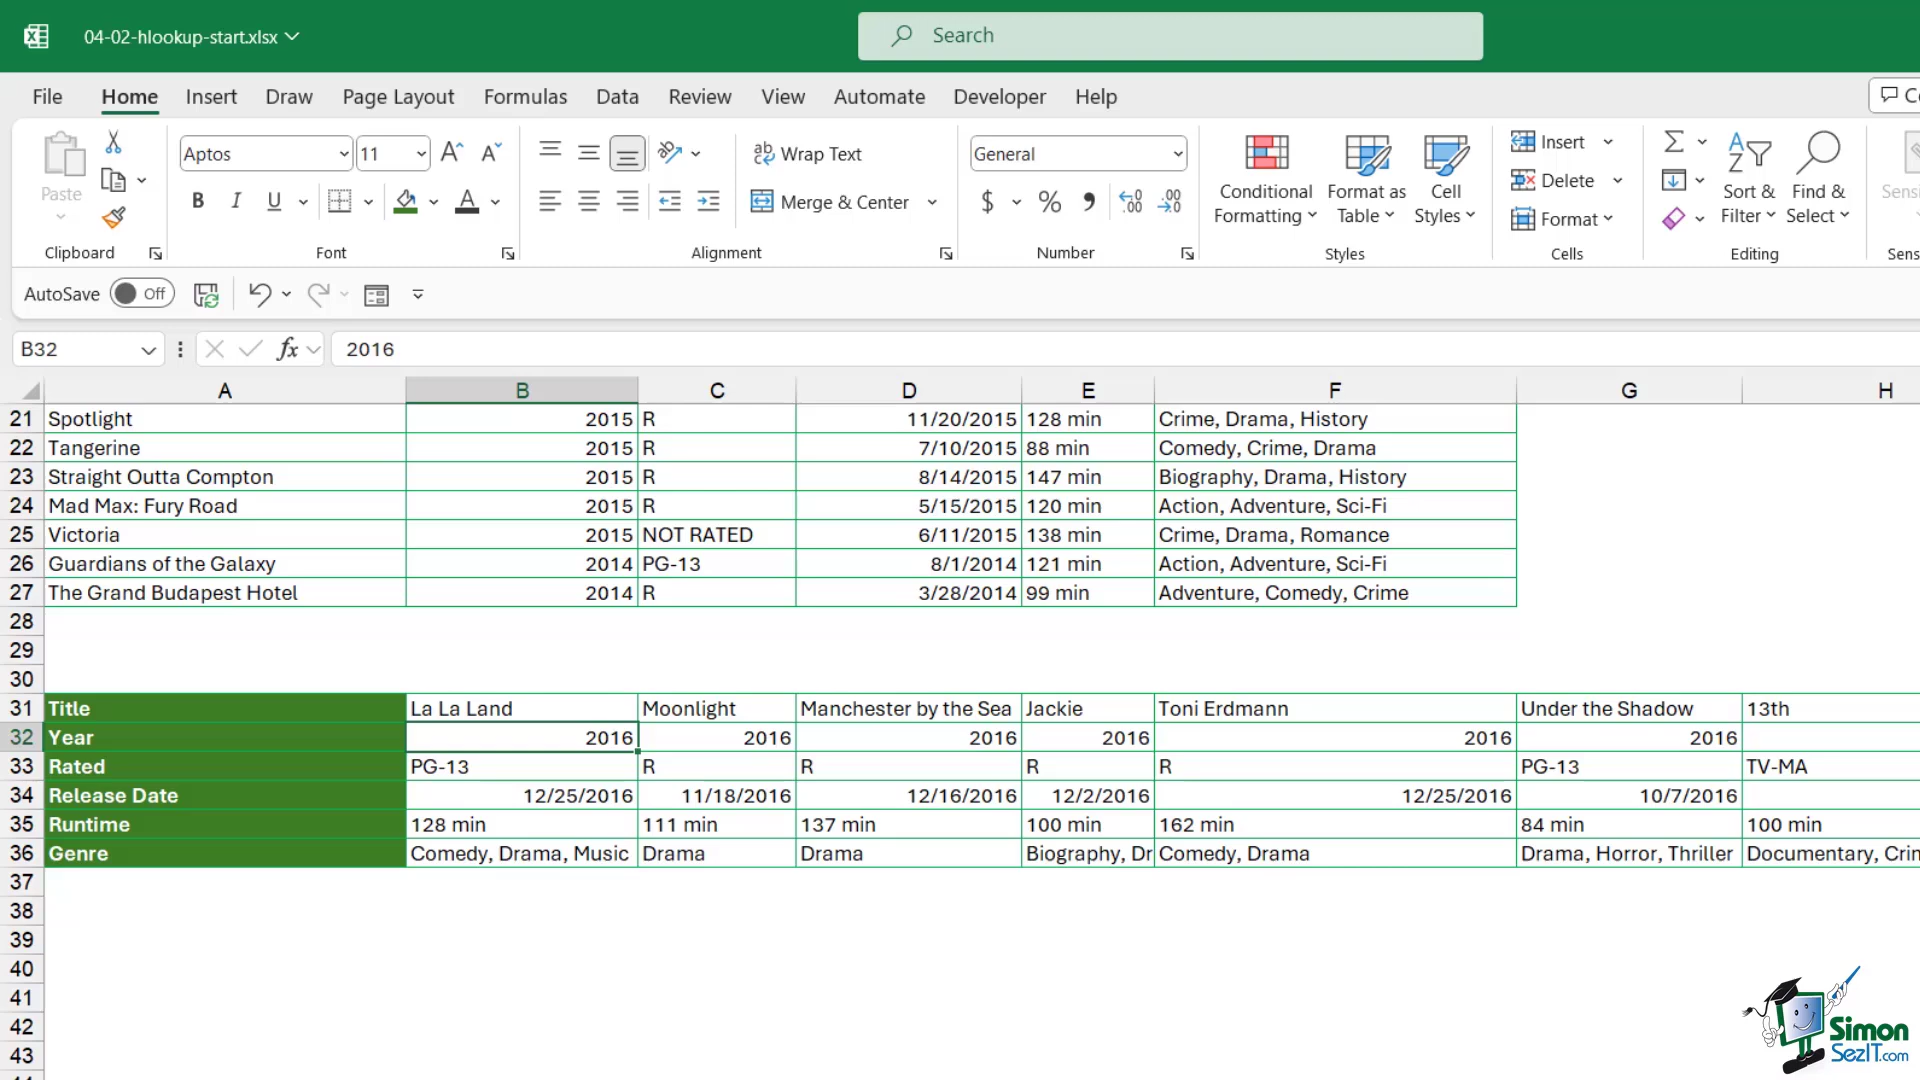 04-02-hlookup-start.xlsx
Search
File Home Insert Draw Page Layout Formulas Data Review View Automate Developer Help
Paste
Clipboard
Aptos 11
B I U A
Font
Wrap Text
Merge & Center
Alignment
General
$ % 9
Number
Conditional Formatting
Format as Table
Cell Styles
Styles
Insert
Delete
Format
Cells
Sort & Filter
Find & Select
Editing
AutoSave Off
B32 fx 2016
A B C D E F G H
21 Spotlight 2015 R 11/20/2015 128 min Crime, Drama, History
22 Tangerine 2015 R 7/10/2015 88 min Comedy, Crime, Drama
23 Straight Outta Compton 2015 R 8/14/2015 147 min Biography, Drama, History
24 Mad Max: Fury Road 2015 R 5/15/2015 120 min Action, Adventure, Sci-Fi
25 Victoria 2015 NOT RATED 6/11/2015 138 min Crime, Drama, Romance
26 Guardians of the Galaxy 2014 PG-13 8/1/2014 121 min Action, Adventure, Sci-Fi
27 The Grand Budapest Hotel 2014 R 3/28/2014 99 min Adventure, Comedy, Crime
28
29
30
31 Title La La Land Moonlight Manchester by the Sea Jackie Toni Erdmann Under the Shadow 13th
32 Year 2016 2016 2016 2016 2016 2016
33 Rated PG-13 R R R R PG-13 TV-MA
34 Release Date 12/25/2016 11/18/2016 12/16/2016 12/2/2016 12/25/2016 10/7/2016
35 Runtime 128 min 111 min 137 min 100 min 162 min 84 min 100 min
36 Genre Comedy, Drama, Music Drama Drama Biography, Dr Comedy, Drama Drama, Horror, Thriller Documentary, Crin
37
38
39
40
41
42
43
Simon
SezIT.com